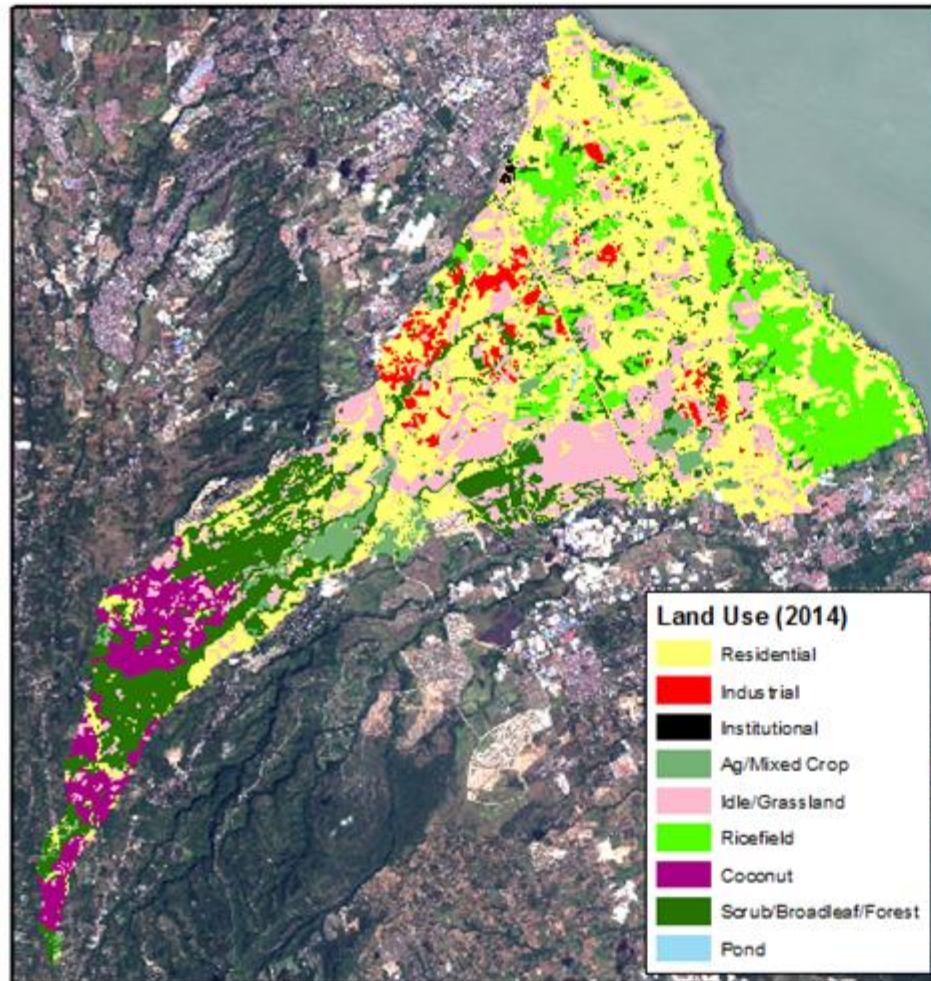 Land Use (2014)
Residential
Industrial
Institutional
Ag/Mixed Crop
Idle/Grassland
Ricefield
Coconut
Scrub/Broadleaf/Forest
Pond